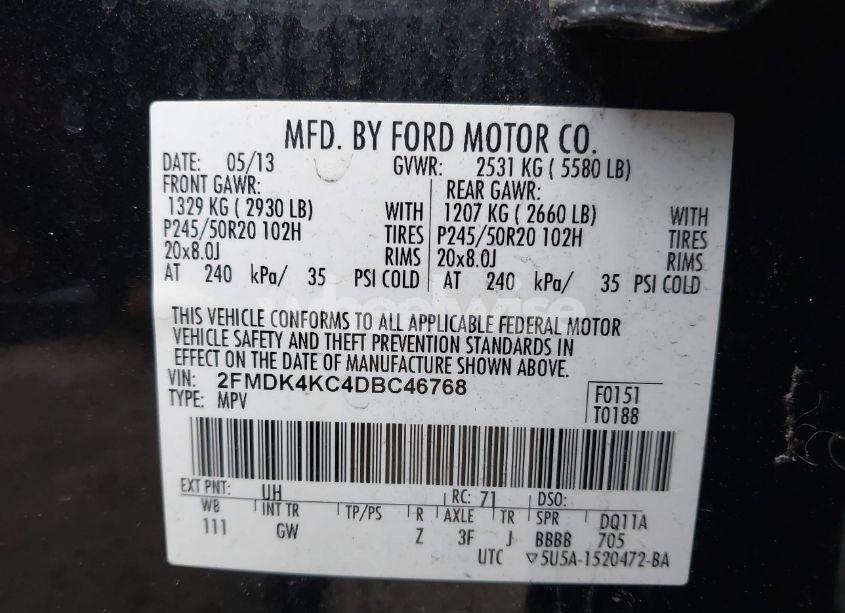 MFD. BY FORD MOTOR CO.
DATE: 05/13 GVWR: 2531 KG ( 5580 LB)
FRONT GAWR: REAR GAWR:
1329 KG ( 2930 LB) WITH 1207 KG ( 2660 LB) WITH
P245/50R20 102H TIRES P245/50R20 102H TIRES
20x8.0J RIMS 20x8.0J RIMS
AT 240 kPa/ 35 PSI COLD AT 240 kPa/ 35 PSI COLD
wheelwise
THIS VEHICLE CONFORMS TO ALL APPLICABLE FEDERAL MOTOR
VEHICLE SAFETY AND THEFT PREVENTION STANDARDS IN
EFFECT ON THE DATE OF MANUFACTURE SHOWN ABOVE.
VIN: 2FMDK4KC4DBC46768
TYPE: MPV
F0151
T0188
EXT PNT: UH RC: 71 DSO:
WB INT TR TP/PS R AXLE TR SPR DQ11A
111 GW Z 3F J BBBB 705
UTC ▽5U5A-1520472-BA